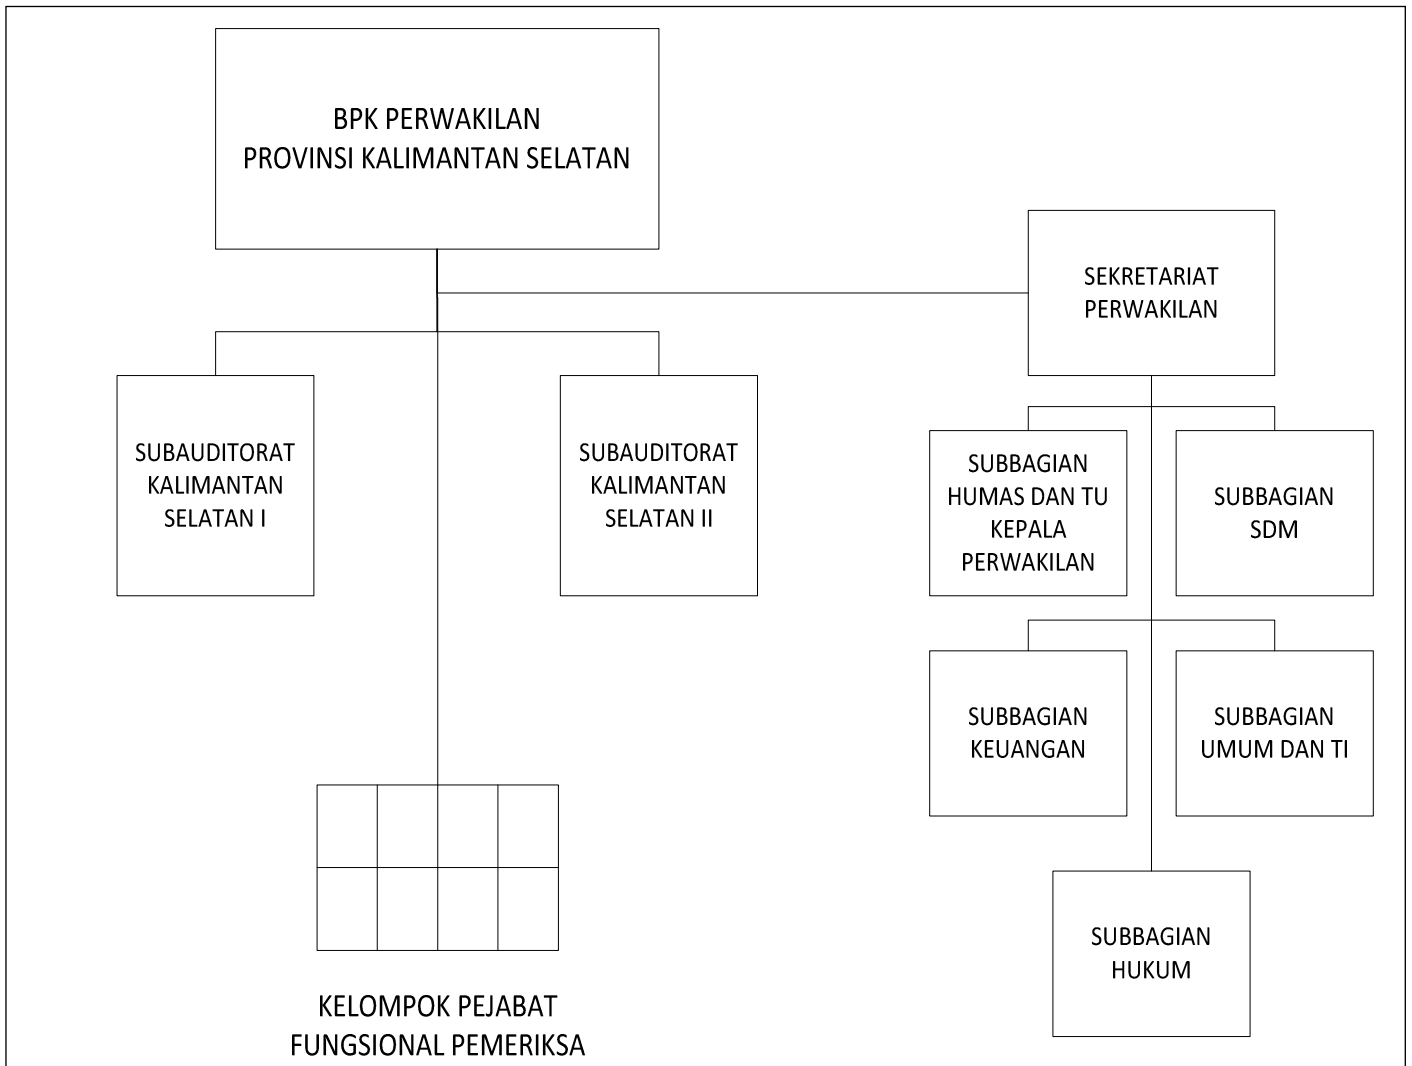 BPK PERWAKILAN
PROVINSI KALIMANTAN SELATAN
SEKRETARIAT
PERWAKILAN
SUBAUDITORAT
KALIMANTAN
SELATAN I
SUBAUDITORAT
KALIMANTAN
SELATAN II
SUBBAGIAN
HUMAS DAN TU
KEPALA
PERWAKILAN
SUBBAGIAN
SDM
SUBBAGIAN
KEUANGAN
SUBBAGIAN
UMUM DAN TI
SUBBAGIAN
HUKUM
KELOMPOK PEJABAT
FUNGSIONAL PEMERIKSA